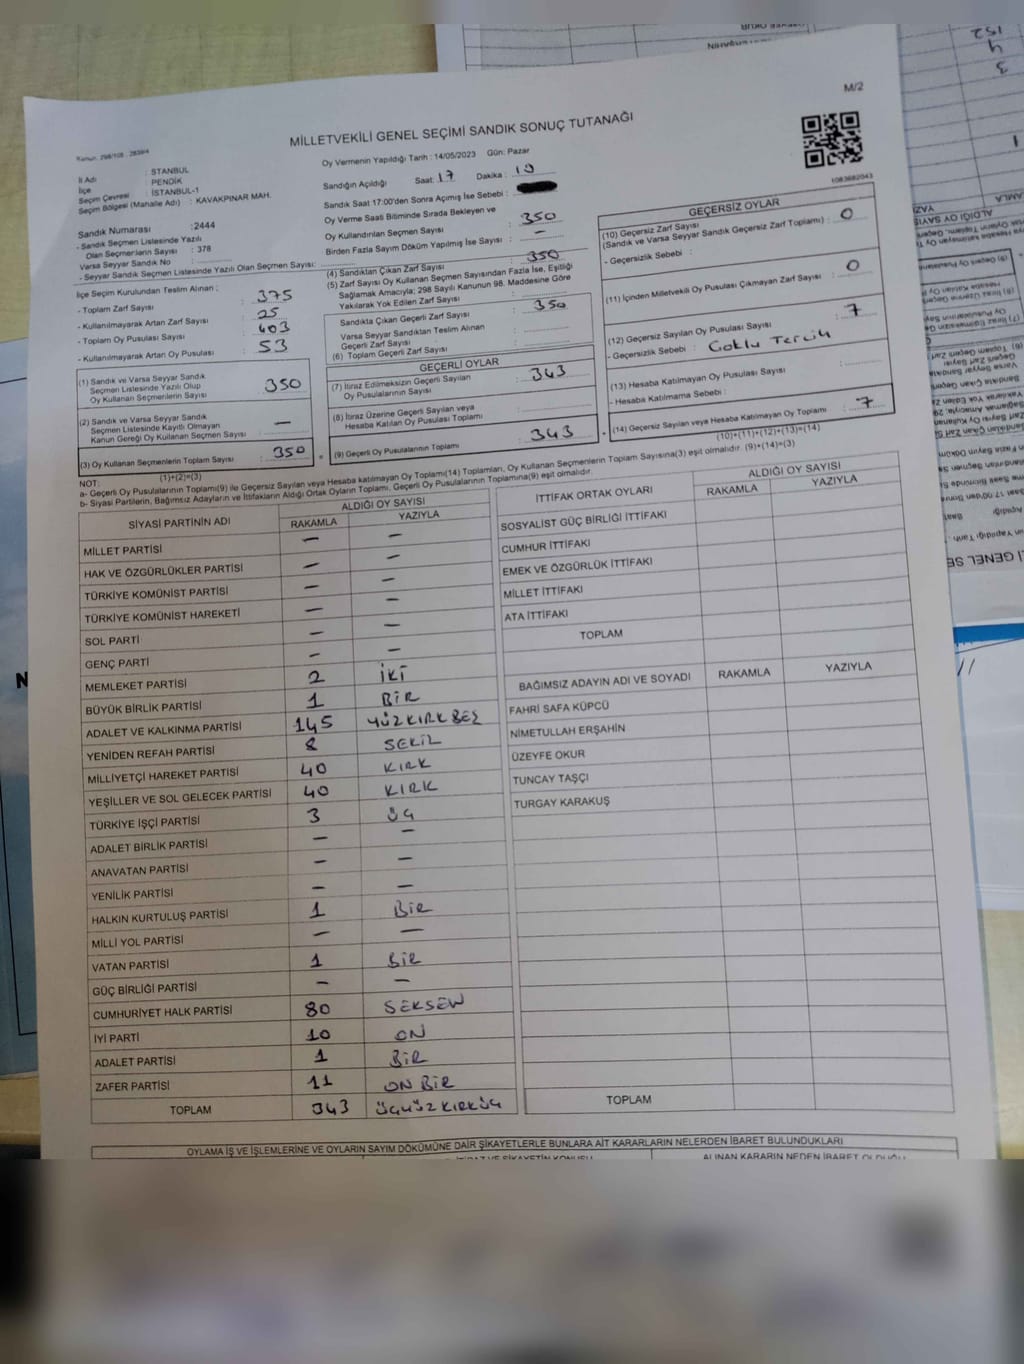 M/2
MİLLETVEKİLİ GENEL SEÇİMİ SANDIK SONUÇ TUTANAĞI
Oy Vermenin Yapıldığı Tarih : 14/05/2023 Gün: Pazar
İl Adı : STANBUL
İlçe : PENDİK
Seçim Çevresi : İSTANBUL-1
Seçim Bölgesi (Mahalle Adı) : KAVAKPINAR MAH.
Sandık Numarası : 2444
- Sandık Seçmen Listesinde Yazılı
Olan Seçmenlerin Sayısı : 378
Varsa Seyyar Sandık No :
- Seyyar Sandık Seçmen Listesinde Yazılı Olan Seçmen Sayısı:
Sandığın Açıldığı Saat: 17 Dakika : 19
Sandık Saat 17:00'den Sonra Açımış İse Sebebi :
Oy Verme Saati Bitiminde Sırada Bekleyen ve
Oy Kullandırılan Seçmen Sayısı : 350
Birden Fazla Sayım Döküm Yapılmış İse Sayısı : –
İlçe Seçim Kurulundan Teslim Alınan ;
- Toplam Zarf Sayısı : 375
- Kullanılmayarak Artan Zarf Sayısı : 25
- Toplam Oy Pusulası Sayısı : 403
- Kullanılmayarak Artan Oy Pusulası : 53
(1) Sandık ve Varsa Seyyar Sandık
Seçmen Listesinde Yazılı Olup
Oy Kullanan Seçmenlerin Sayısı : 350
(2) Sandık ve Varsa Seyyar Sandık
Seçmen Listesinde Kayıtlı Olmayan
Kanun Gereği Oy Kullanan Seçmen Sayısı : –
(3) Oy Kullanan Seçmenlerin Toplam Sayısı : 350
(1)+(2)=(3)
(4) Sandıktan Çıkan Zarf Sayısı : 350
(5) Zarf Sayısı Oy Kullanan Seçmen Sayısından Fazla İse, Eşitliği
Sağlamak Amacıyla; 298 Sayılı Kanunun 98. Maddesine Göre
Yakılarak Yok Edilen Zarf Sayısı :
Sandıkta Çıkan Geçerli Zarf Sayısı : 350
Varsa Seyyar Sandıktan Teslim Alınan
Geçerli Zarf Sayısı :
(6) Toplam Geçerli Zarf Sayısı :
GEÇERLİ OYLAR
(7) İtiraz Edilmeksizin Geçerli Sayılan
Oy Pusulalarının Sayısı : 343
(8) İtiraz Üzerine Geçerli Sayılan veya
Hesaba Katılan Oy Pusulası Toplamı :
(9) Geçerli Oy Pusulalarının Toplamı : 343
1083682043
GEÇERSİZ OYLAR
(10) Geçersiz Zarf Sayısı
(Sandık ve Varsa Seyyar Sandık Geçersiz Zarf Toplamı) : 0
- Geçersizlik Sebebi :
(11) İçinden Milletvekili Oy Pusulası Çıkmayan Zarf Sayısı : 0
(12) Geçersiz Sayılan Oy Pusulası Sayısı : 7
- Geçersizlik Sebebi : Çoklu Tercih
(13) Hesaba Katılmayan Oy Pusulası Sayısı :
- Hesaba Katılmama Sebebi :
(14) Geçersiz Sayılan veya Hesaba Katılmayan Oy Toplamı : 7
(10)+(11)+(12)+(13)=(14)
NOT:
a- Geçerli Oy Pusulalarının Toplamı(9) ile Geçersiz Sayılan veya Hesaba katılmayan Oy Toplamı(14) Toplamları, Oy Kullanan Seçmenlerin Toplam Sayısına(3) eşit olmalıdır. (9)+(14)=(3)
b- Siyasi Partilerin, Bağımsız Adayların ve İttifakların Aldığı Ortak Oyların Toplamı, Geçerli Oy Pusulalarının Toplamına(9) eşit olmalıdır.
SİYASİ PARTİNİN ADI ALDIĞI OY SAYISI
RAKAMLA YAZIYLA
MİLLET PARTİSİ – –
HAK VE ÖZGÜRLÜKLER PARTİSİ – –
TÜRKİYE KOMÜNİST PARTİSİ – –
TÜRKİYE KOMÜNİST HAREKETİ – –
SOL PARTİ – –
GENÇ PARTİ – –
MEMLEKET PARTİSİ 2 İKİ
BÜYÜK BİRLİK PARTİSİ 1 BİR
ADALET VE KALKINMA PARTİSİ 145 YÜZKIRKBEŞ
YENİDEN REFAH PARTİSİ 8 SEKİZ
MİLLİYETÇİ HAREKET PARTİSİ 40 KIRK
YEŞİLLER VE SOL GELECEK PARTİSİ 40 KIRK
TÜRKİYE İŞÇİ PARTİSİ 3 ÜÇ
ADALET BİRLİK PARTİSİ – –
ANAVATAN PARTİSİ – –
YENİLİK PARTİSİ – –
HALKIN KURTULUŞ PARTİSİ 1 BİR
MİLLİ YOL PARTİSİ – –
VATAN PARTİSİ 1 BİR
GÜÇ BİRLİĞİ PARTİSİ – –
CUMHURİYET HALK PARTİSİ 80 SEKSEN
İYİ PARTİ 10 ON
ADALET PARTİSİ 1 BİR
ZAFER PARTİSİ 11 ON BİR
TOPLAM 343 ÜÇYÜZKIRKÜÇ
İTTİFAK ORTAK OYLARI ALDIĞI OY SAYISI
RAKAMLA YAZIYLA
SOSYALİST GÜÇ BİRLİĞİ İTTİFAKI
CUMHUR İTTİFAKI
EMEK VE ÖZGÜRLÜK İTTİFAKI
MİLLET İTTİFAKI
ATA İTTİFAKI
TOPLAM
BAĞIMSIZ ADAYIN ADI VE SOYADI RAKAMLA YAZIYLA
FAHRİ SAFA KÜPCÜ
NİMETULLAH ERŞAHİN
ÜZEYFE OKUR
TUNCAY TAŞÇI
TURGAY KARAKUŞ
TOPLAM
OYLAMA İŞ VE İŞLEMLERİNE VE OYLARIN SAYIM DÖKÜMÜNE DAİR ŞİKAYETLERLE BUNLARA AİT KARARLARIN NELERDEN İBARET BULUNDUKLARI
ALINAN KARARIN NEDEN İBARET OLDUĞU